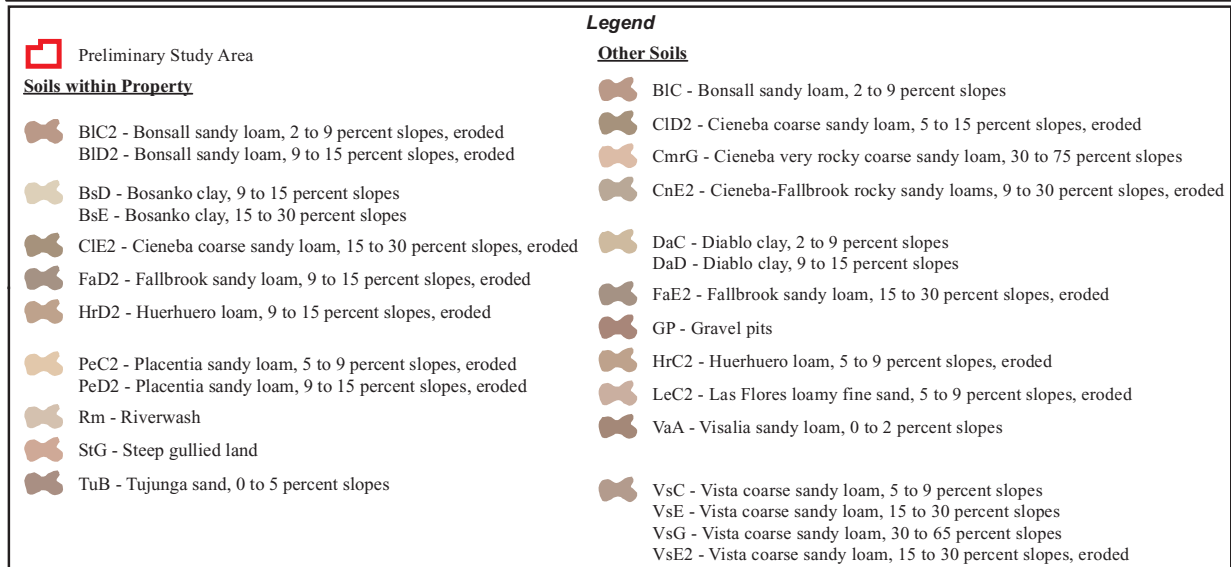 Legend
Preliminary Study Area
Soils within Property
BlC2 - Bonsall sandy loam, 2 to 9 percent slopes, eroded
BlD2 - Bonsall sandy loam, 9 to 15 percent slopes, eroded
BsD - Bosanko clay, 9 to 15 percent slopes
BsE - Bosanko clay, 15 to 30 percent slopes
ClE2 - Cieneba coarse sandy loam, 15 to 30 percent slopes, eroded
FaD2 - Fallbrook sandy loam, 9 to 15 percent slopes, eroded
HrD2 - Huerhuero loam, 9 to 15 percent slopes, eroded
PeC2 - Placentia sandy loam, 5 to 9 percent slopes, eroded
PeD2 - Placentia sandy loam, 9 to 15 percent slopes, eroded
Rm - Riverwash
StG - Steep gullied land
TuB - Tujunga sand, 0 to 5 percent slopes
Other Soils
BlC - Bonsall sandy loam, 2 to 9 percent slopes
ClD2 - Cieneba coarse sandy loam, 5 to 15 percent slopes, eroded
CmrG - Cieneba very rocky coarse sandy loam, 30 to 75 percent slopes
CnE2 - Cieneba-Fallbrook rocky sandy loams, 9 to 30 percent slopes, eroded
DaC - Diablo clay, 2 to 9 percent slopes
DaD - Diablo clay, 9 to 15 percent slopes
FaE2 - Fallbrook sandy loam, 15 to 30 percent slopes, eroded
GP - Gravel pits
HrC2 - Huerhuero loam, 5 to 9 percent slopes, eroded
LeC2 - Las Flores loamy fine sand, 5 to 9 percent slopes, eroded
VaA - Visalia sandy loam, 0 to 2 percent slopes
VsC - Vista coarse sandy loam, 5 to 9 percent slopes
VsE - Vista coarse sandy loam, 15 to 30 percent slopes
VsG - Vista coarse sandy loam, 30 to 65 percent slopes
VsE2 - Vista coarse sandy loam, 15 to 30 percent slopes, eroded